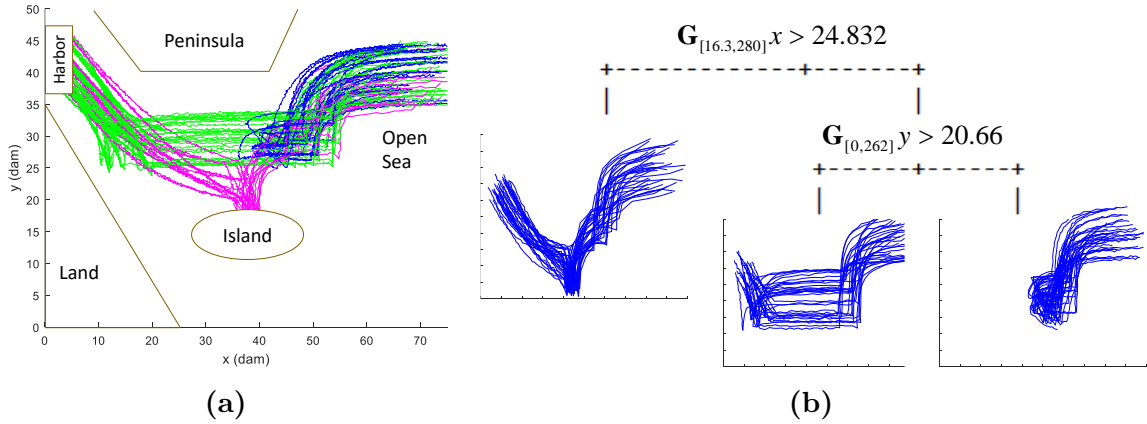 50
45
40
35
30
25
20
15
10
5
0
y (dam)
0 10 20 30 40 50 60 70
x (dam)
Harbor
Peninsula
Open
Sea
Island
Land
(a)
G[16.3,280] x > 24.832
G[0,262] y > 20.66
(b)